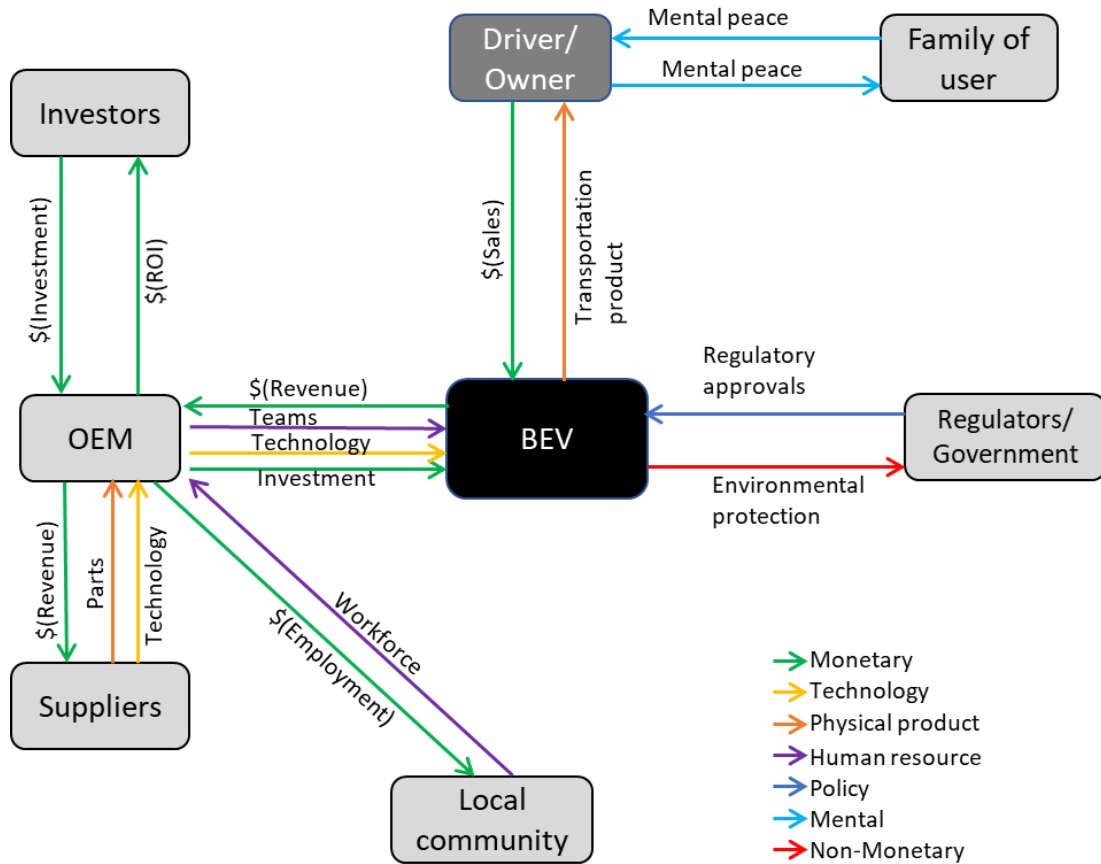 Driver/
Owner
Mental peace
Mental peace
Family of
user
Investors
$(Investment)
$(ROI)
$(Sales)
Transportation
product
OEM
$(Revenue)
Teams
Technology
Investment
BEV
Regulatory
approvals
Regulators/
Government
Environmental
protection
$(Revenue)
Parts
Technology
Suppliers
Workforce
$(Employment)
Local
community
Monetary
Technology
Physical product
Human resource
Policy
Mental
Non-Monetary